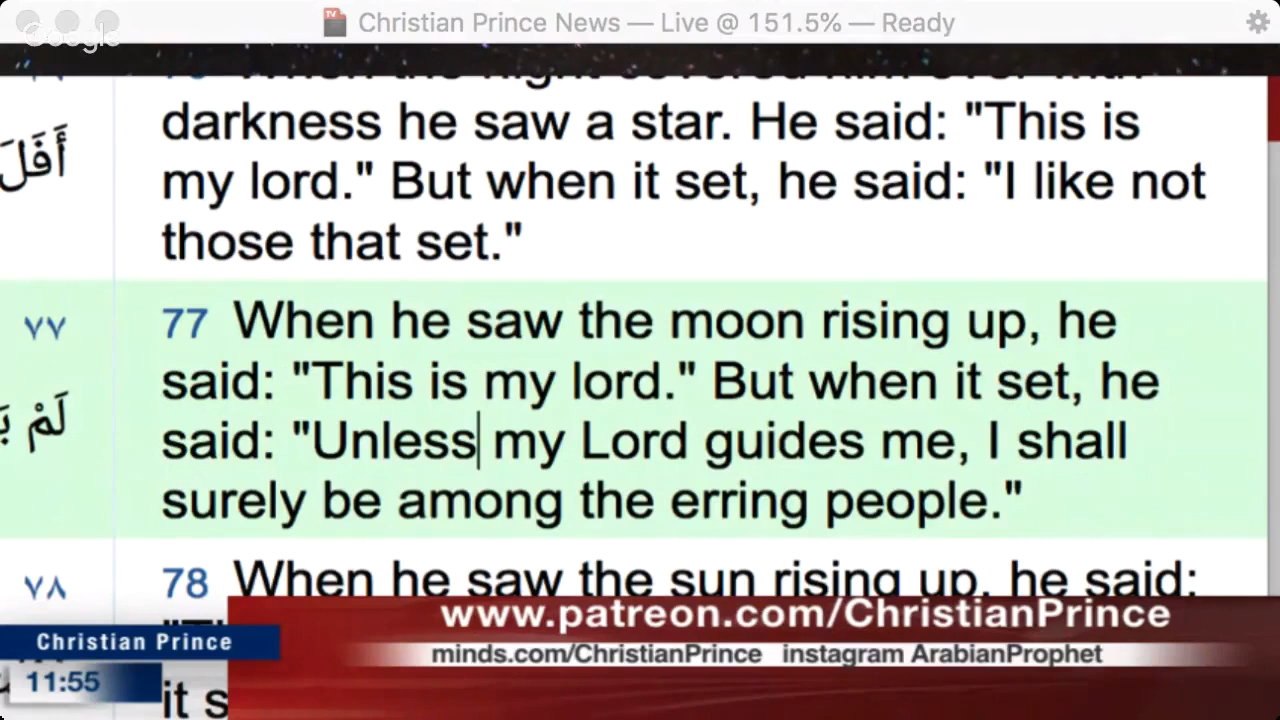 Christian Prince News — Live @ 151.5% — Ready
Google
darkness he saw a star. He said: "This is
أَفَلَ
my lord." But when it set, he said: "I like not
those that set."
٧٧
77 When he saw the moon rising up, he
said: "This is my lord." But when it set, he
لَمْ
said: "Unless my Lord guides me, I shall
surely be among the erring people."
٧٨
78 When he saw the sun rising up, he said:
www.patreon.com/ChristianPrince
Christian Prince
minds.com/ChristianPrince instagram ArabianProphet
11:55
it s